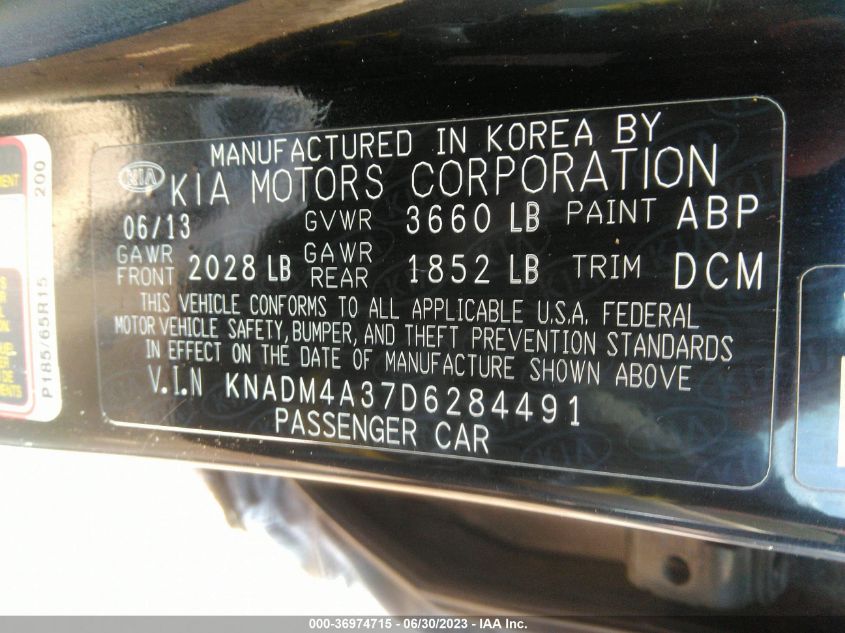 MANUFACTURED IN KOREA BY
KIA KIA MOTORS CORPORATION
06/13 GVWR 3660 LB PAINT ABP
GAWR FRONT 2028 LB GAWR REAR 1852 LB TRIM DCM
THIS VEHICLE CONFORMS TO ALL APPLICABLE U.S.A. FEDERAL
MOTOR VEHICLE SAFETY, BUMPER, AND THEFT PREVENTION STANDARDS
IN EFFECT ON THE DATE OF MANUFACTURE SHOWN ABOVE
V.I.N KNADM4A37D6284491
PASSENGER CAR
P185/65R15 200
000-36974715 - 06/30/2023 - IAAI.com